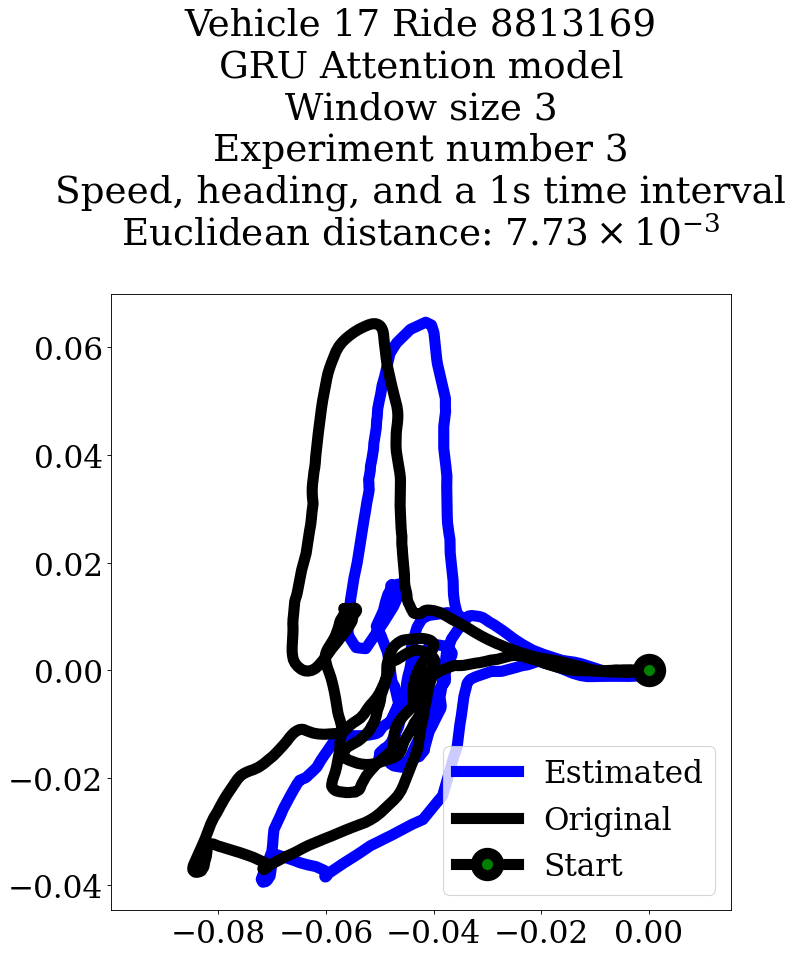 Vehicle 17 Ride 8813169
GRU Attention model
Window size 3
Experiment number 3
Speed, heading, and a 1s time interval
Euclidean distance: 7.73 × 10⁻³
0.06
0.04
0.02
0.00
−0.02
−0.04
Estimated
Original
Start
−0.08 −0.06 −0.04 −0.02 0.00